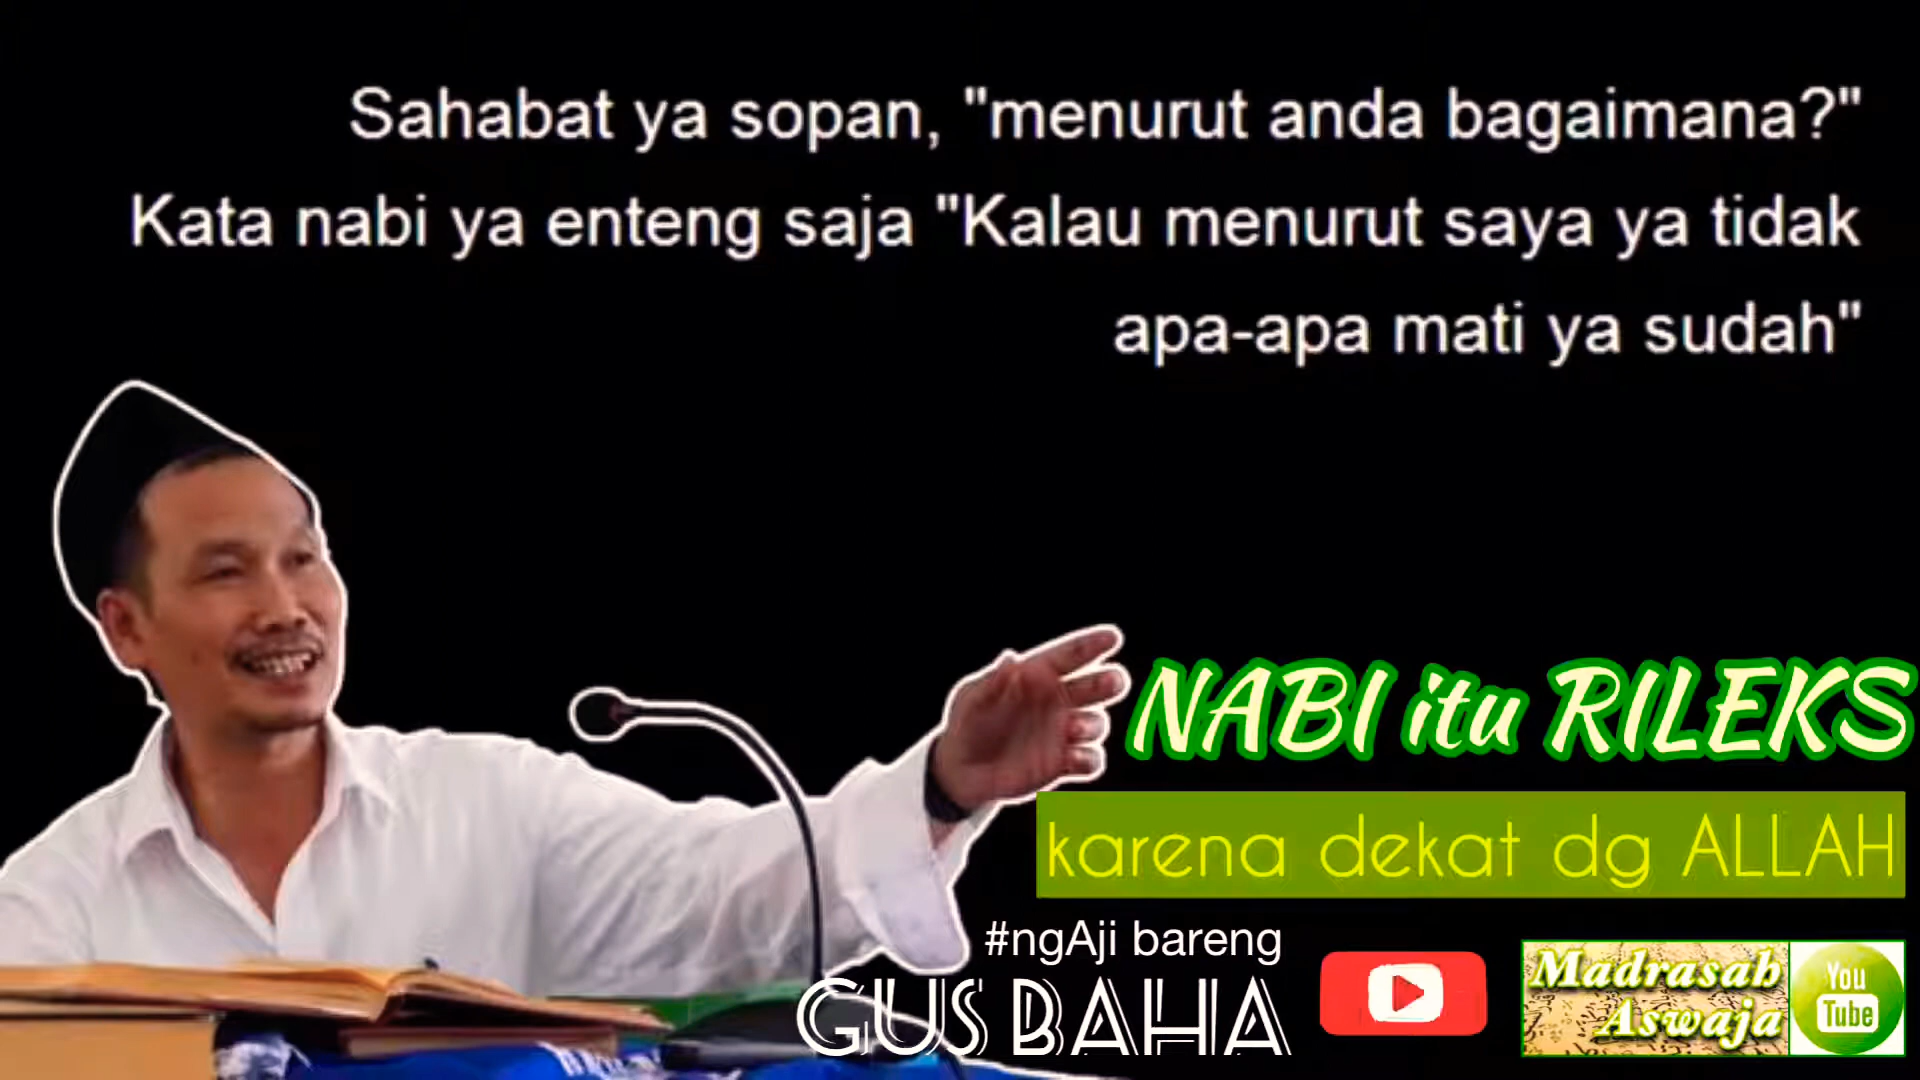 Sahabat ya sopan, "menurut anda bagaimana?"
Kata nabi ya enteng saja "Kalau menurut saya ya tidak
apa-apa mati ya sudah"
NABI itu RILEKS
karena dekat dg ALLAH
#ngAji bareng
GUS BAHA
Madrasah
Aswaja
You
Tube